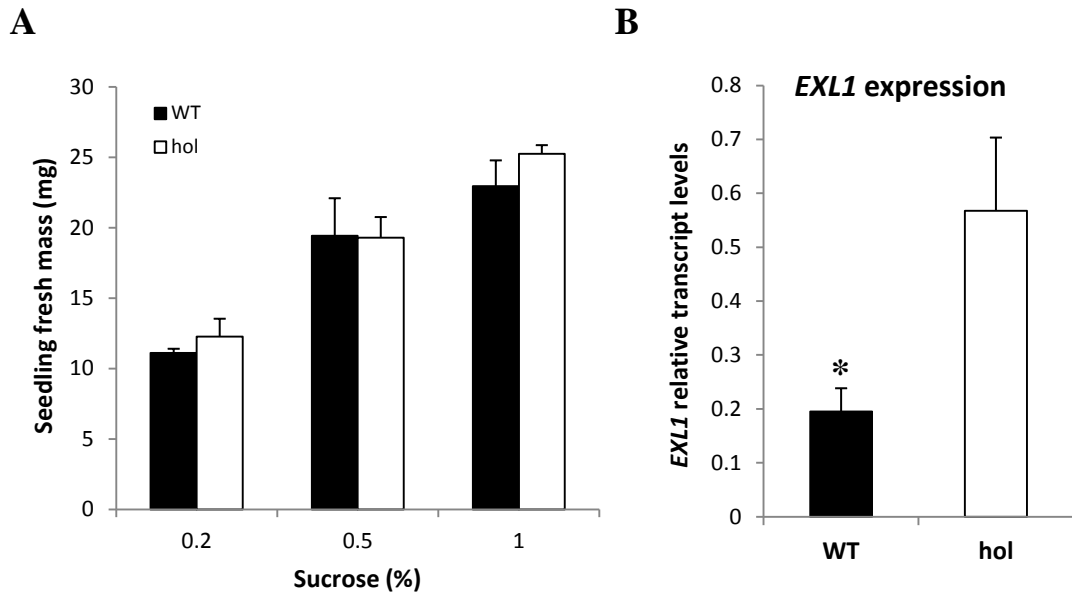 A
30
25
20
15
10
5
0
Seedling fresh mass (mg)
WT
hol
0.2
0.5
1
Sucrose (%)
B
EXL1 expression
0.8
0.7
0.6
0.5
0.4
0.3
0.2
0.1
0
EXL1 relative transcript levels
*
WT
hol